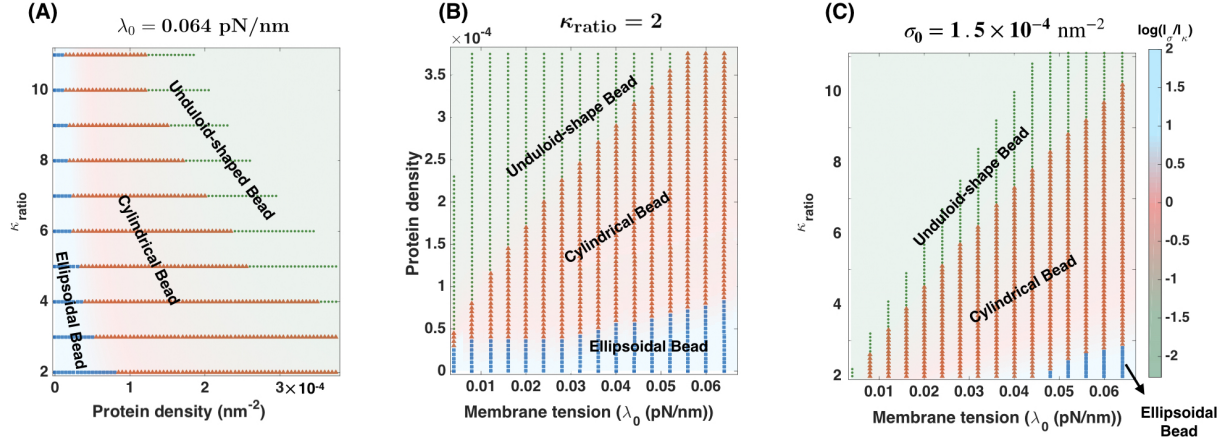 (A)
λ₀ = 0.064 pN/nm
κ ratio
10
8
6
4
2
Unduloid-shaped Bead
Cylindrical Bead
Ellipsoidal Bead
0
1
2
3×10⁻⁴
Protein density (nm⁻²)
(B)
κratio = 2
×10⁻⁴
Protein density
3.5
3
2.5
2
1.5
1
0.5
0
Unduloid-shape Bead
Cylindrical Bead
Ellipsoidal Bead
0.01
0.02
0.03
0.04
0.05
0.06
Membrane tension (λ₀ (pN/nm))
(C)
σ₀ = 1.5×10⁻⁴ nm⁻²
κ ratio
10
8
6
4
2
Unduloid-shape Bead
Cylindrical Bead
0.01
0.02
0.03
0.04
0.05
0.06
Membrane tension (λ₀ (pN/nm))
Ellipsoidal
Bead
log(Iσ/Iκ)
2
1.5
1
0.5
0
-0.5
-1
-1.5
-2